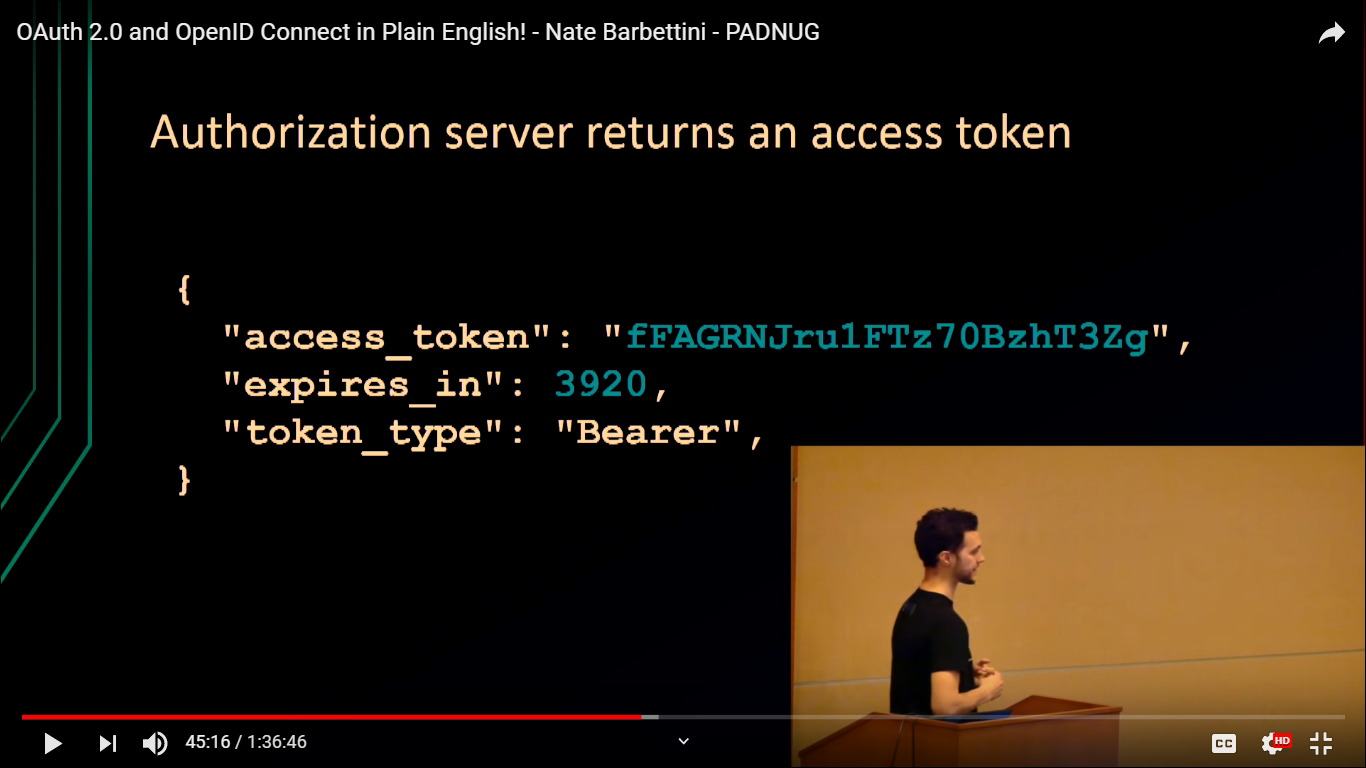 OAuth 2.0 and OpenID Connect in Plain English! - Nate Barbettini - PADNUG
Authorization server returns an access token
{
"access_token": "fFAGRNJru1FTz70BzhT3Zg",
"expires_in": 3920,
"token_type": "Bearer",
}
45:16 / 1:36:46
CC
HD